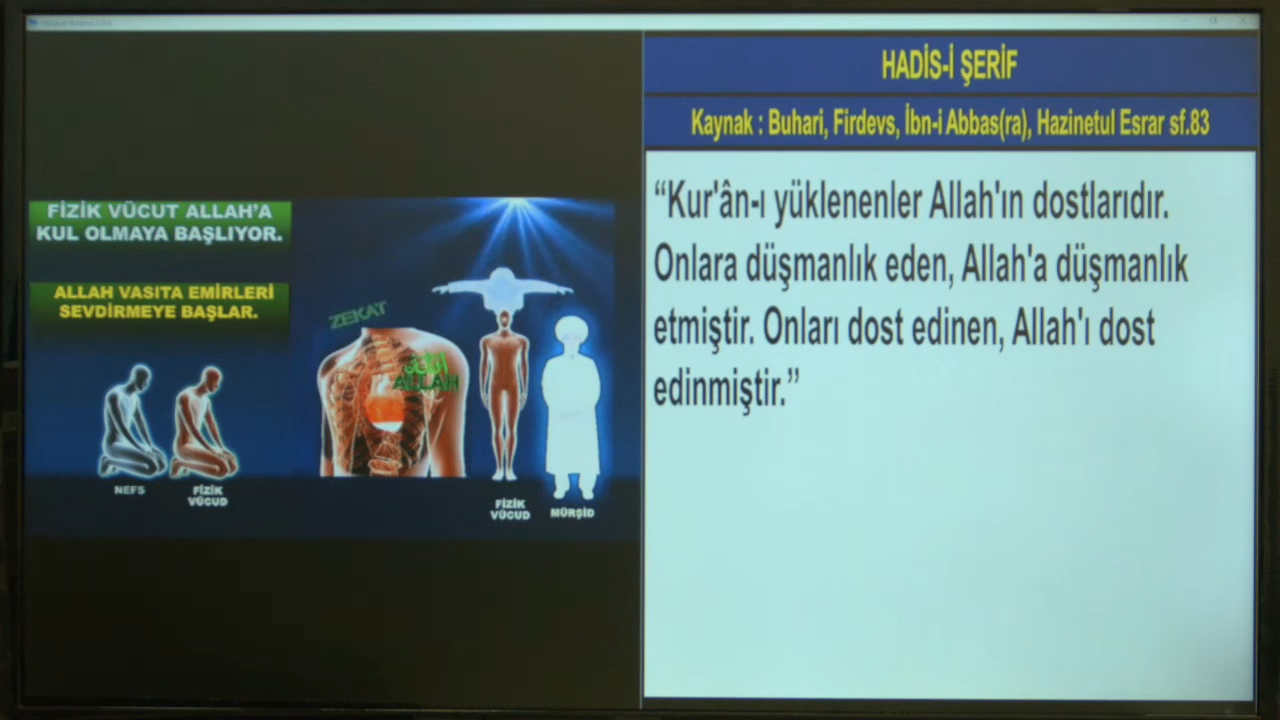 FİZİK VÜCUT ALLAH'A
KUL OLMAYA BAŞLIYOR.
ALLAH VASITA EMİRLERİ
SEVDİRMEYE BAŞLAR.
NEFS
FİZİK
VÜCUD
ZEKAT
الله
ALLAH
FİZİK
VÜCUD
MÜRŞİD
HADİS-İ ŞERİF
Kaynak : Buhari, Firdevs, İbn-i Abbas(ra), Hazinetul Esrar sf.83
“Kur'ân-ı yüklenenler Allah'ın dostlarıdır.
Onlara düşmanlık eden, Allah'a düşmanlık
etmiştir. Onları dost edinen, Allah'ı dost
edinmiştir.”